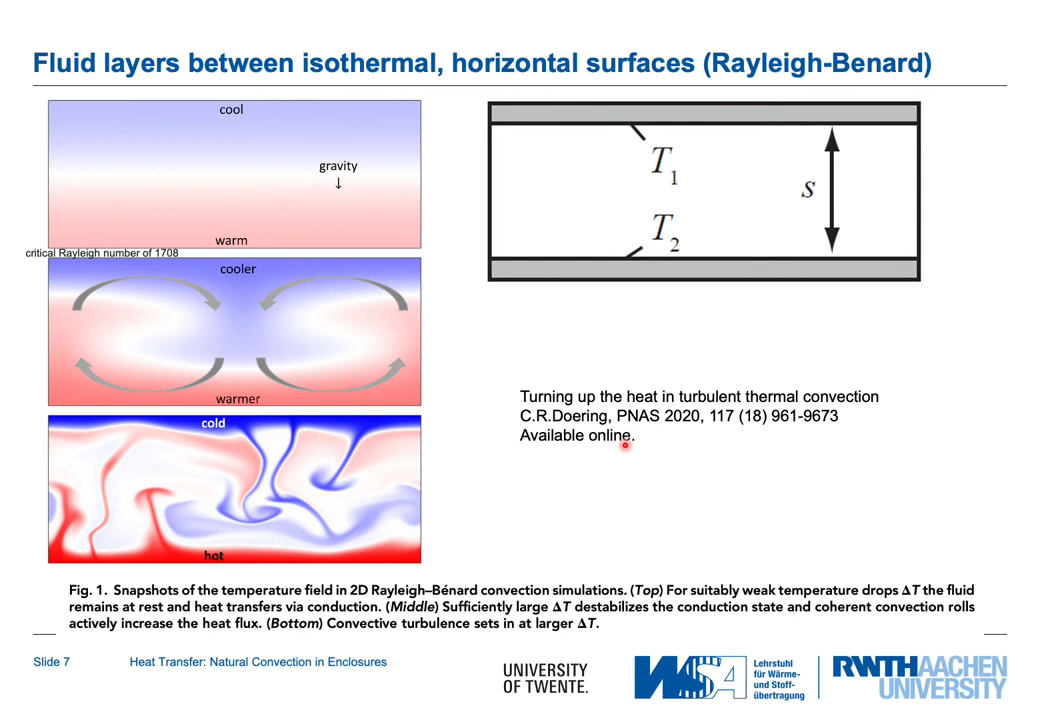 Fluid layers between isothermal, horizontal surfaces (Rayleigh-Benard)
cool
gravity
↓
warm
critical Rayleigh number of 1708
cooler
warmer
cold
hot
T1
T2
s
Turning up the heat in turbulent thermal convection
C.R.Doering, PNAS 2020, 117 (18) 961-9673
Available online.
Fig. 1. Snapshots of the temperature field in 2D Rayleigh–Bénard convection simulations. (Top) For suitably weak temperature drops ΔT the fluid
remains at rest and heat transfers via conduction. (Middle) Sufficiently large ΔT destabilizes the conduction state and coherent convection rolls
actively increase the heat flux. (Bottom) Convective turbulence sets in at larger ΔT.
Slide 7
Heat Transfer: Natural Convection in Enclosures
UNIVERSITY
OF TWENTE.
WSA
Lehrstuhl
für Wärme-
und Stoff-
übertragung
RWTH AACHEN
UNIVERSITY